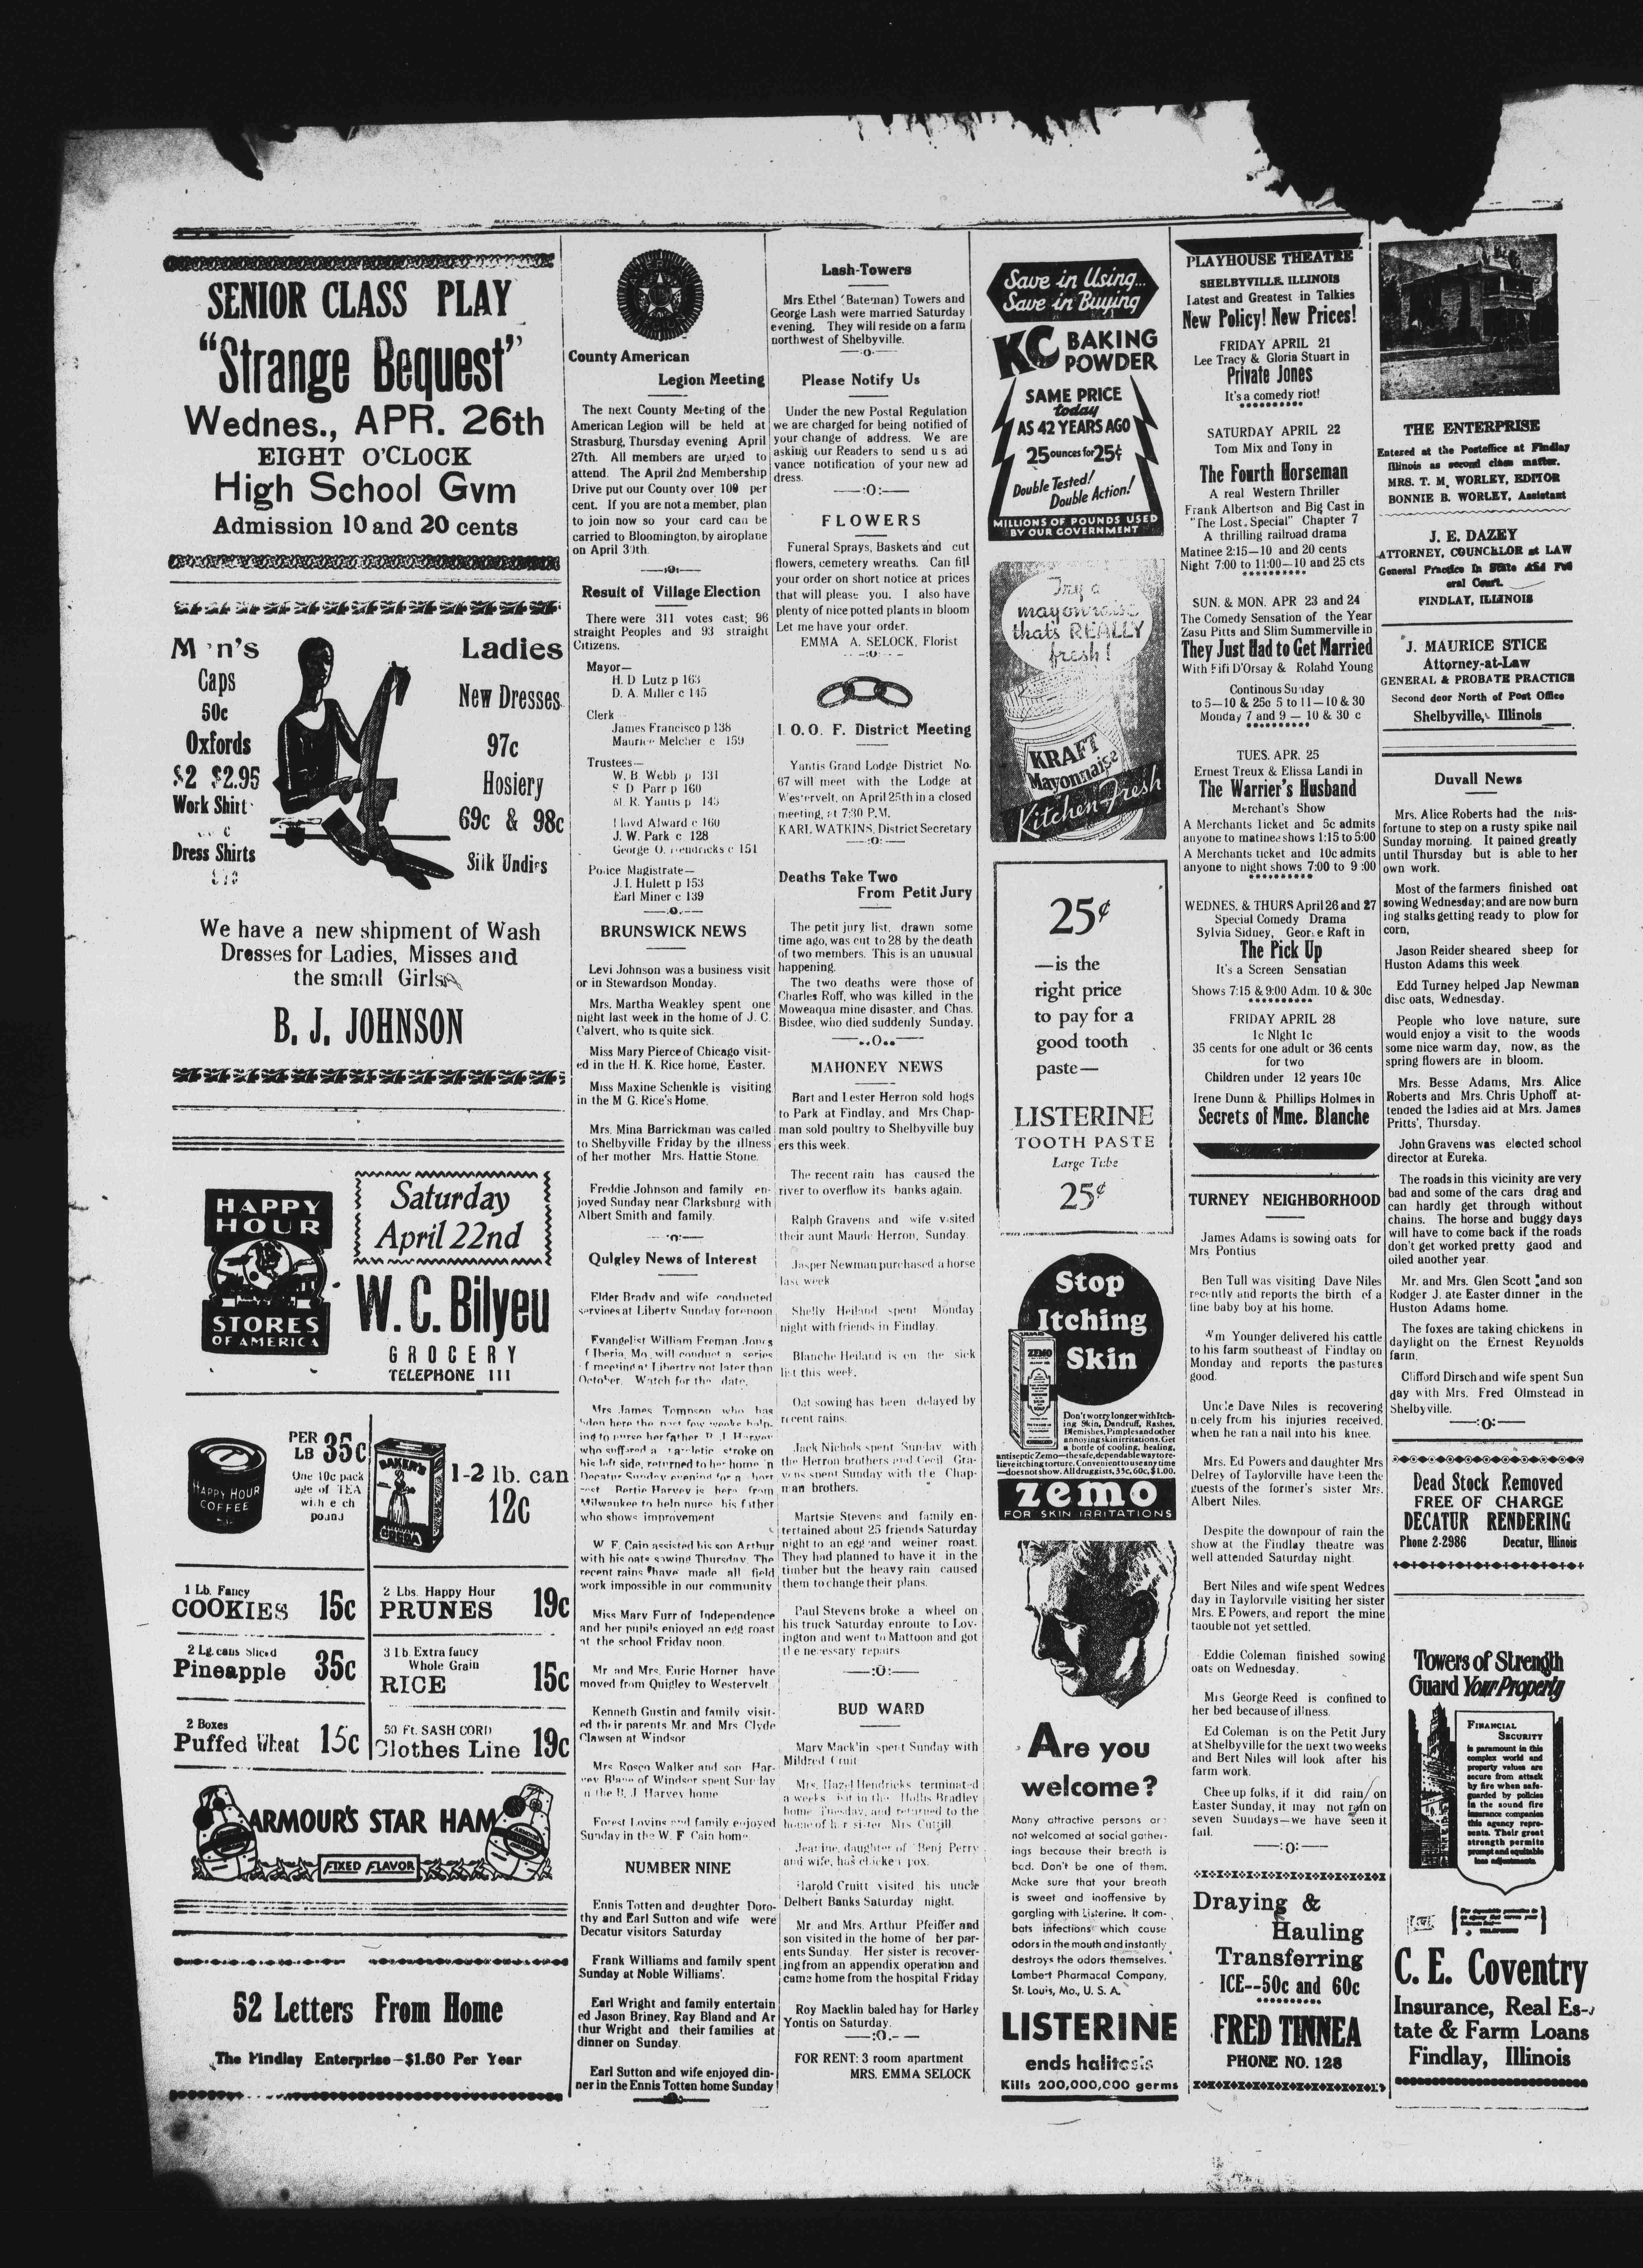 SENIOR CLASS PLAY
"Strange Bequest"
Wednes., APR. 26th
EIGHT O'CLOCK
High School Gym
Admission 10 and 20 cents
M n's
Caps
50c
Oxfords
$2 $2.95
Work Shirt
c
Dress Shirts
Ladies
New Dresses
97c
Hosiery
69c & 98c
Silk Undies
We have a new shipment of Wash
Dresses for Ladies, Misses and
the small Girls
B. J. JOHNSON
HAPPY
HOUR
STORES
OF AMERICA
Saturday
April 22nd
W. C. Bilyeu
GROCERY
TELEPHONE 111
HAPPY HOUR
COFFEE
PER
LB 35c
One 10c pack
age of TEA
with e ch
pound
BAKER'S
COCOA
1-2 lb. can
12c
1 Lb. Fancy
COOKIES 15c
2 Lbs. Happy Hour
PRUNES 19c
2 Lg. cans Sliced
Pineapple 35c
3 Lb. Extra fancy
Whole Grain
RICE 15c
2 Boxes
Puffed Wheat 15c
50 Ft. SASH CORD
Clothes Line 19c
ARMOUR'S STAR HAM
FIXED FLAVOR
52 Letters From Home
The Findlay Enterprise—$1.50 Per Year
County American
Legion Meeting
The next County Meeting of the
American Legion will be held at
Strasburg, Thursday evening April
27th. All members are urged to
attend. The April 2nd Membership
Drive put our County over 100 per
cent. If you are not a member, plan
to join now so your card can be
carried to Bloomington, by airoplane
on April 30th.
—:0:—
Result of Village Election
There were 311 votes cast; 96
straight Peoples and 93 straight
Citizens.
Mayor—
H. D Lutz p 163
D. A. Miller c 145
Clerk
James Francisco p 138
Maurice Melcher c 159
Trustees—
W. B. Webb p 131
S D Parr p 160
M. R. Yantis p 145
Lloyd Alward c 160
J. W. Park c 128
George O. Hendricks c 151
Police Magistrate—
J. I. Hulett p 153
Earl Miner c 139
—.0.—
BRUNSWICK NEWS
Levi Johnson was a business visit
or in Stewardson Monday.
Mrs. Martha Weakley spent one
night last week in the home of J. C.
Calvert, who is quite sick.
Miss Mary Pierce of Chicago visit-
ed in the H. K. Rice home, Easter.
Miss Maxine Schenkle is visiting
in the M G. Rice's Home.
Mrs. Mina Barrickman was called
to Shelbyville Friday by the illness
of her mother Mrs. Hattie Stone.
Freddie Johnson and family en-
joyed Sunday near Clarksburg with
Albert Smith and family.
Quigley News of Interest
Elder Brady and wife conducted
services at Liberty Sunday forenoon
Evangelist William Freman Jones
f Iberia, Mo. will conduct a series
f meeting at Libertry not later than
October. Watch for the date.
Mrs James Tomnson who has
been here the past few weeks help-
ing to nurse her father B. J. Harvey
who suffared a paraletic stroke on
his left side, returned to her home 'n
Decatur Sunday evening for a short
rest. Bertie Harvey is here from
Milwaukee to help nurse his father
who shows improvement
W F. Cain assisted his son Arthur
with his oats sowing Thursday. The
recent rains have made all field
work impossible in our community
Miss Mary Furr of Independence
and her pupils enjoyed an egg roast
at the school Friday noon.
Mr and Mrs. Enric Horner have
moved from Quigley to Westervelt.
Kenneth Gustin and family visit-
ed their parents Mr. and Mrs Clyde
Clawsen at Windsor
Mrs Rosco Walker and son Har-
vey Blane of Windsor spent Sunday
n the B. J Harvey home
Forest Lovins and family enjoyed
Sunday in the W. F Cain home.
NUMBER NINE
Ennis Totten and daughter Doro-
thy and Earl Sutton and wife were
Decatur visitors Saturday
Frank Williams and family spent
Sunday at Noble Williams'.
Earl Wright and family entertain
ed Jason Briney, Ray Bland and Ar
thur Wright and their families at
dinner on Sunday.
Earl Sutton and wife enjoyed din-
ner in the Ennis Totten home Sunday
Lash-Towers
Mrs Ethel (Bateman) Towers and
George Lash were married Saturday
evening. They will reside on a farm
northwest of Shelbyville.
—:0:—
Please Notify Us
Under the new Postal Regulation
we are charged for being notified of
your change of address. We are
asking our Readers to send us ad
vance notification of your new ad
dress.
—:0:—
FLOWERS
Funeral Sprays, Baskets and cut
flowers, cemetery wreaths. Can fill
your order on short notice at prices
that will please you. I also have
plenty of nice potted plants in bloom
Let me have your order.
EMMA A. SELOCK, Florist
I. O. O. F. District Meeting
Yantis Grand Lodge District No.
67 will meet with the Lodge at
Westervelt, on April 25th in a closed
meeting, at 7:30 P.M.
KARL WATKINS, District Secretary
—:0:—
Deaths Take Two
From Petit Jury
The petit jury list, drawn some
time ago, was cut to 28 by the death
of two members. This is an unusual
happening.
The two deaths were those of
Charles Roff, who was killed in the
Moweaqua mine disaster, and Chas.
Bisdee, who died suddenly Sunday.
MAHONEY NEWS
Bart and Lester Herron sold hogs
to Park at Findlay, and Mrs Chap-
man sold poultry to Shelbyville buy
ers this week.
The recent rain has caused the
river to overflow its banks again.
Ralph Gravens and wife visited
their aunt Maude Herron, Sunday.
Jasper Newman purchased a horse
last week
Shelly Heiland spent Monday
night with friends in Findlay.
Blanche Heiland is on the sick
list this week.
Oat sowing has been delayed by
recent rains.
Jack Nichols spent Sunday with
the Herron brothers and Cecil Gra-
vens spent Sunday with the Chap-
man brothers.
Martsie Stevens and family en-
tertained about 25 friends Saturday
night to an egg and weiner roast.
They had planned to have it in the
timber but the heavy rain caused
them to change their plans.
Paul Stevens broke a wheel on
his truck Saturday enroute to Lov-
ington and went to Mattoon and got
the necessary repairs
—:0:—
BUD WARD
Mary Mack'in spent Sunday with
Mildred Cruit
Mrs. Hazel Hendricks terminated
a weeks isit in the Hollis Bradley
home Tuesday, and returned to the
home of h r sister Mrs Cutgill
Jearine, daughter of Benj Perry
and wife, has chicken pox.
Harold Cruitt visited his uncle
Delbert Banks Saturday night.
Mr. and Mrs. Arthur Pfeiffer and
son visited in the home of her par-
ents Sunday. Her sister is recover-
ing from an appendix operation and
came home from the hospital Friday
Roy Macklin baled hay for Harley
Yontis on Saturday.
FOR RENT: 3 room apartment
MRS. EMMA SELOCK
Save in Using...
Save in Buying
KC BAKING
POWDER
SAME PRICE
today
AS 42 YEARS AGO
25 ounces for 25¢
Double Tested!
Double Action!
MILLIONS OF POUNDS USED
BY OUR GOVERNMENT
Try a
mayonnaise
that's REALLY
fresh!
KRAFT
Mayonnaise
Kitchen-Fresh
25¢
—is the
right price
to pay for a
good tooth
paste—
LISTERINE
TOOTH PASTE
Large Tube
25¢
Stop
Itching
Skin
ZEMO
Don't worry longer with Itch-
ing Skin, Dandruff, Rashes,
Blemishes, Pimples and other
annoying skin irritations. Get
a bottle of cooling, healing,
antiseptic Zemo—the safe, dependable way to re-
lieve itching torture. Convenient to use any time
—does not show. All druggists, 35c, 60c, $1.00.
zemo
FOR SKIN IRRITATIONS
Are you
welcome?
Many attractive persons are
not welcomed at social gather-
ings because their breath is
bad. Don't be one of them.
Make sure that your breath
is sweet and inoffensive by
gargling with Listerine. It com-
bats infections which cause
odors in the mouth and instantly
destroys the odors themselves.
Lambert Pharmacal Company,
St. Louis, Mo., U. S. A.
LISTERINE
ends halitosis
Kills 200,000,000 germs
PLAYHOUSE THEATRE
SHELBYVILLE, ILLINOIS
Latest and Greatest in Talkies
New Policy! New Prices!
FRIDAY APRIL 21
Lee Tracy & Gloria Stuart in
Private Jones
It's a comedy riot!
SATURDAY APRIL 22
Tom Mix and Tony in
The Fourth Horseman
A real Western Thriller
Frank Albertson and Big Cast in
"The Lost Special" Chapter 7
A thrilling railroad drama
Matinee 2:15—10 and 20 cents
Night 7:00 to 11:00—10 and 25 cts
SUN. & MON. APR 23 and 24
The Comedy Sensation of the Year
Zasu Pitts and Slim Summerville in
They Just Had to Get Married
With Fifi D'Orsay & Rolahd Young
Continous Sunday
to 5—10 & 25c 5 to 11—10 & 30
Monday 7 and 9 — 10 & 30 c
TUES. APR. 25
Ernest Treux & Elissa Landi in
The Warrier's Husband
Merchant's Show
A Merchants ticket and 5c admits
anyone to matinee shows 1:15 to 5:00
A Merchants ticket and 10c admits
anyone to night shows 7:00 to 9:00
WEDNES. & THURS April 26 and 27
Special Comedy Drama
Sylvia Sidney, George Raft in
The Pick Up
It's a Screen Sensatian
Shows 7:15 & 9:00 Adm. 10 & 30c
FRIDAY APRIL 28
1c Night 1c
35 cents for one adult or 36 cents
for two
Children under 12 years 10c
Irene Dunn & Phillips Holmes in
Secrets of Mme. Blanche
TURNEY NEIGHBORHOOD
James Adams is sowing oats for
Mrs Pontius
Ben Tull was visiting Dave Niles
recently and reports the birth of a
fine baby boy at his home.
Wm Younger delivered his cattle
to his farm southeast of Findlay on
Monday and reports the pastures
good.
Uncle Dave Niles is recovering
nicely from his injuries received,
when he ran a nail into his knee.
Mrs. Ed Powers and daughter Mrs
Delrey of Taylorville have been the
guests of the former's sister Mrs.
Albert Niles.
Despite the downpour of rain the
show at the Findlay theatre was
well attended Saturday night.
Bert Niles and wife spent Wednes
day in Taylorville visiting her sister
Mrs. E Powers, and report the mine
tuouble not yet settled.
Eddie Coleman finished sowing
oats on Wednesday.
Mis George Reed is confined to
her bed because of illness.
Ed Coleman is on the Petit Jury
at Shelbyville for the next two weeks
and Bert Niles will look after his
farm work.
Chee up folks, if it did rain on
Easter Sunday, it may not rain on
seven Sundays—we have seen it
fail.
—:0:—
Draying &
Hauling
Transferring
ICE--50c and 60c
FRED TINNEA
PHONE NO. 128
THE ENTERPRISE
Entered at the Postoffice at Findlay
Illinois as second class matter.
MRS. T. M. WORLEY, EDITOR
BONNIE B. WORLEY, Assistant
J. E. DAZEY
ATTORNEY, COUNCELOR at LAW
General Practice In State And Fed
eral Court.
FINDLAY, ILLINOIS
J. MAURICE STICE
Attorney-at-Law
GENERAL & PROBATE PRACTICE
Second door North of Post Office
Shelbyville, Illinois
Duvall News
Mrs. Alice Roberts had the mis-
fortune to step on a rusty spike nail
Sunday morning. It pained greatly
until Thursday but is able to her
own work.
Most of the farmers finished oat
sowing Wednesday; and are now burn
ing stalks getting ready to plow for
corn,
Jason Reider sheared sheep for
Huston Adams this week.
Edd Turney helped Jap Newman
disc oats, Wednesday.
People who love nature, sure
would enjoy a visit to the woods
some nice warm day, now, as the
spring flowers are in bloom.
Mrs. Besse Adams, Mrs. Alice
Roberts and Mrs. Chris Uphoff at-
tended the ladies aid at Mrs. James
Pritts', Thursday.
John Gravens was elected school
director at Eureka.
The roads in this vicinity are very
bad and some of the cars drag and
can hardly get through without
chains. The horse and buggy days
will have to come back if the roads
don't get worked pretty gaod and
oiled another year.
Mr. and Mrs. Glen Scott and son
Rodger J. ate Easter dinner in the
Huston Adams home.
The foxes are taking chickens in
daylight on the Ernest Reynolds
farm.
Clifford Dirsch and wife spent Sun
day with Mrs. Fred Olmstead in
Shelbyville.
—:0:—
Dead Stock Removed
FREE OF CHARGE
DECATUR RENDERING
Phone 2-2986 Decatur, Illinois
Towers of Strength
Guard Your Property
FINANCIAL
SECURITY
is paramount in this
complex world and
property values are
secure from attack
by fire when safe-
guarded by policies
in the sound fire
insurance companies
this agency repre-
sents. Their great
strength permits
prompt and equitable
loss adjustments.
C. E. Coventry
Insurance, Real Es-
tate & Farm Loans
Findlay, Illinois